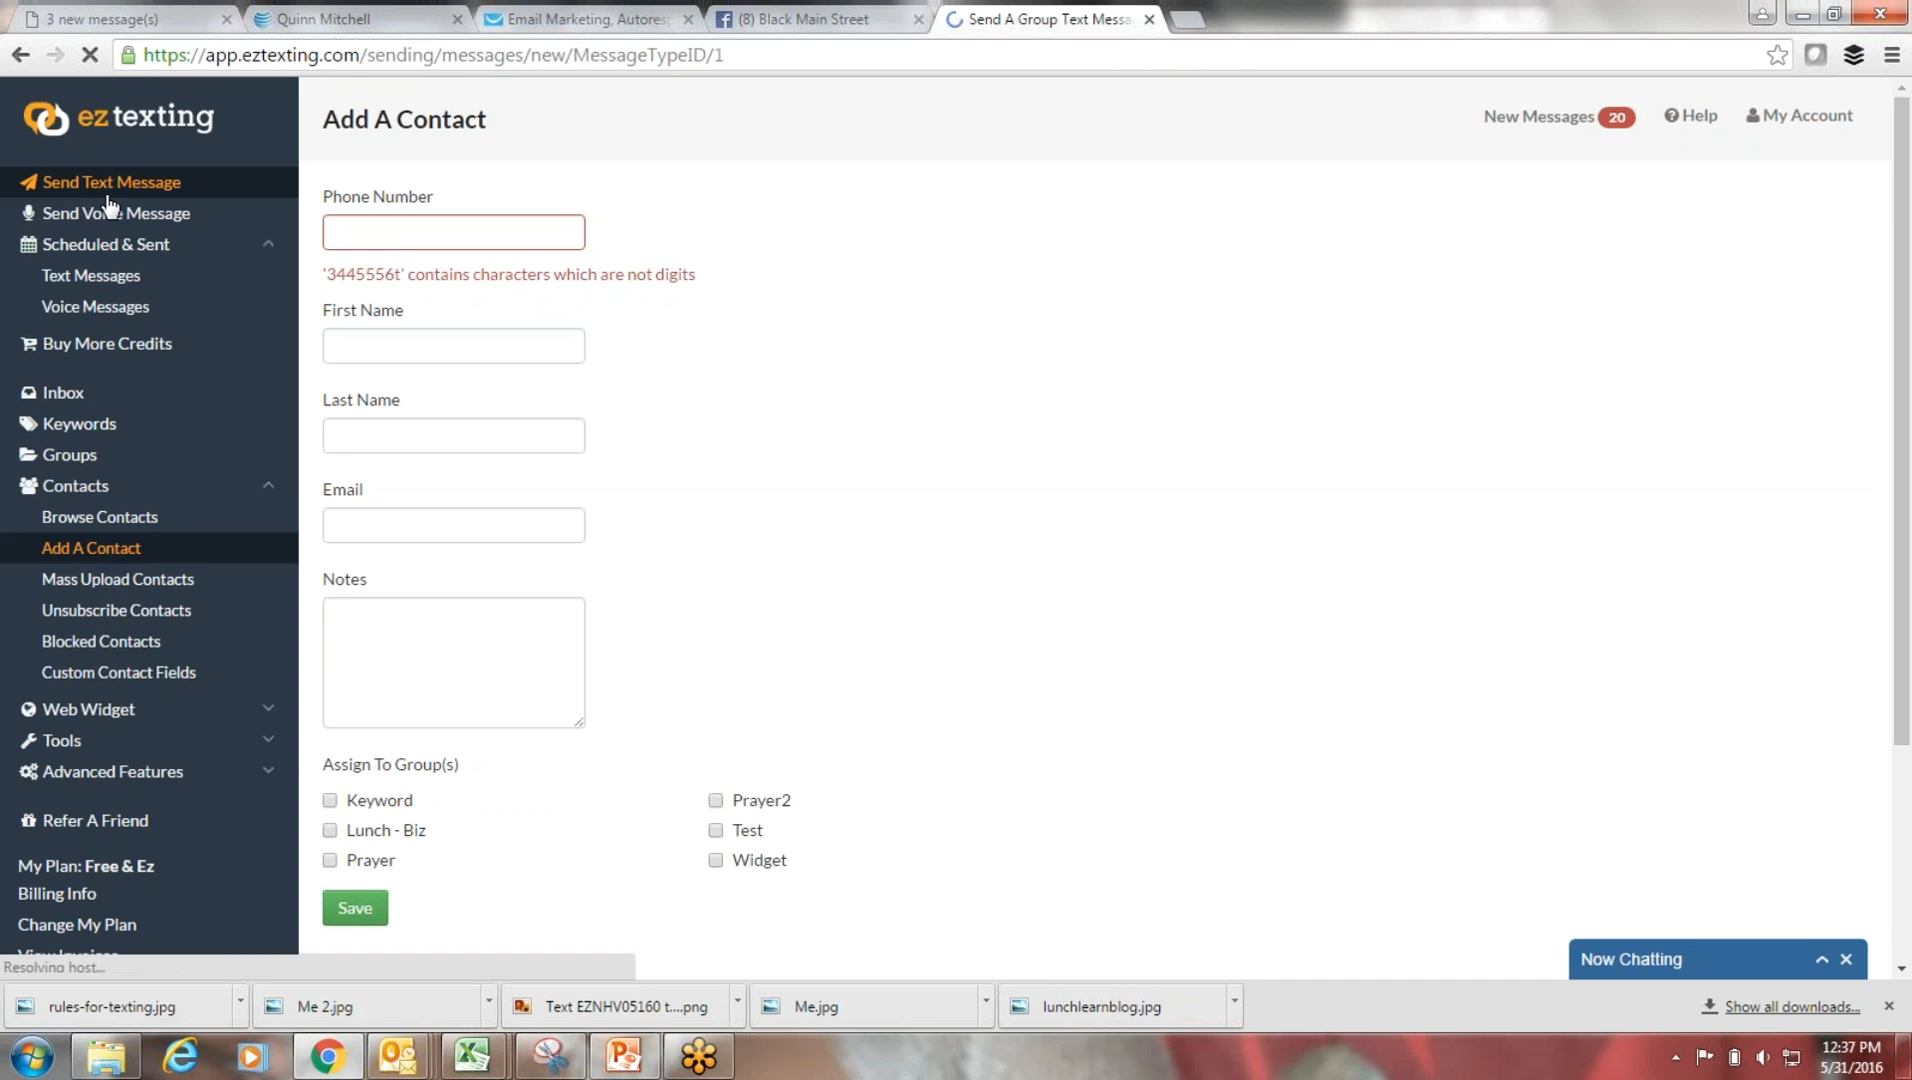 3 new message(s)
Quinn Mitchell
Email Marketing, Autores
(8) Black Main Street
Send A Group Text Messa
https://app.eztexting.com/sending/messages/new/MessageTypeID/1
ez texting
Add A Contact
New Messages 20
Help
My Account
Send Text Message
Send Vo Message
Scheduled & Sent
Text Messages
Voice Messages
Buy More Credits
Inbox
Keywords
Groups
Contacts
Browse Contacts
Add A Contact
Mass Upload Contacts
Unsubscribe Contacts
Blocked Contacts
Custom Contact Fields
Web Widget
Tools
Advanced Features
Refer A Friend
My Plan: Free & Ez
Billing Info
Change My Plan
Resolving host...
Phone Number
'3445556t' contains characters which are not digits
First Name
Last Name
Email
Notes
Assign To Group(s)
Keyword
Prayer2
Lunch - Biz
Test
Prayer
Widget
Save
Now Chatting
rules-for-texting.jpg
Me 2.jpg
Text EZNHV05160 t....png
Me.jpg
lunchlearnblog.jpg
Show all downloads...
12:37 PM
5/31/2016